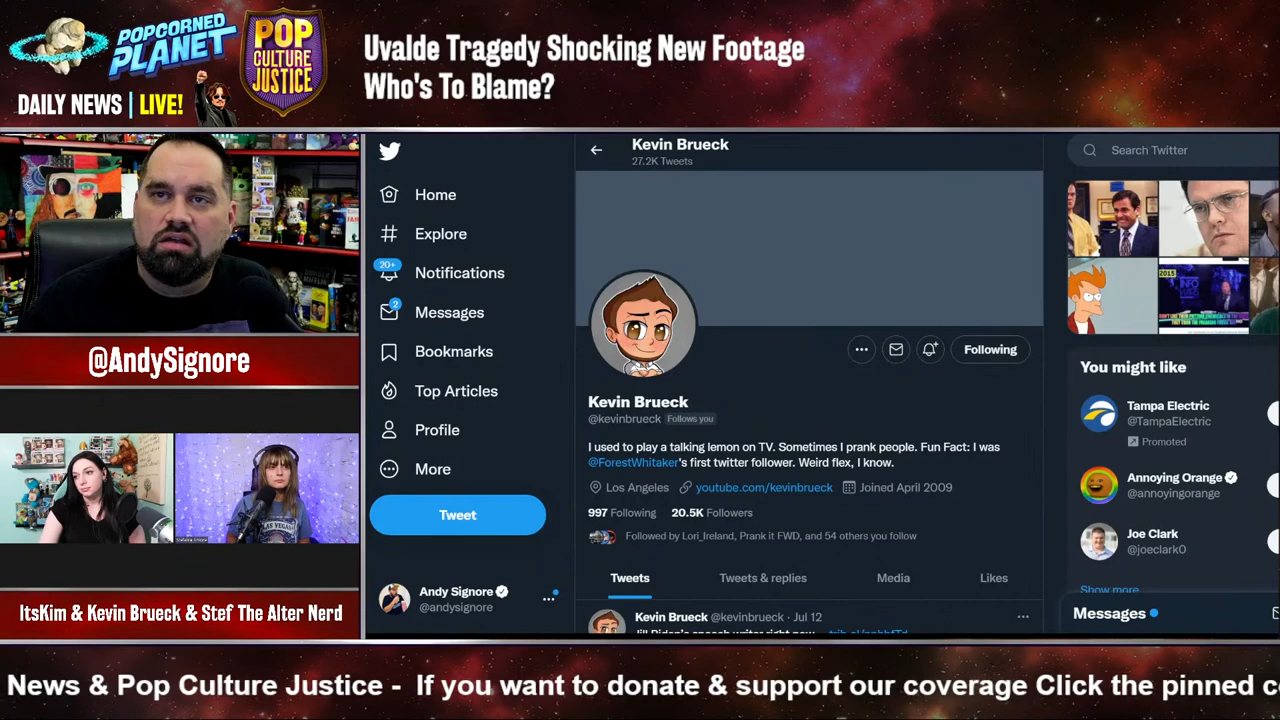 POPCORNED
PLANET
POP
CULTURE
JUSTICE
DAILY NEWS | LIVE!
Uvalde Tragedy Shocking New Footage
Who's To Blame?
@AndySignore
ItsKim & Kevin Brueck & Stef The Alter Nerd
Home
Explore
20+
Notifications
2
Messages
Bookmarks
Top Articles
Profile
More
Tweet
Andy Signore
@andysignore
Kevin Brueck
27.2K Tweets
Following
Kevin Brueck
@kevinbrueck Follows you
I used to play a talking lemon on TV. Sometimes I prank people. Fun Fact: I was
@ForestWhitaker's first twitter follower. Weird flex, I know.
Los Angeles youtube.com/kevinbrueck Joined April 2009
997 Following 20.5K Followers
Followed by Lori_Ireland, Prank it FWD, and 54 others you follow
Tweets Tweets & replies Media Likes
Kevin Brueck @kevinbrueck · Jul 12
Search Twitter
2015
You might like
Tampa Electric
@TampaElectric
Promoted
Annoying Orange
@annoyingorange
Joe Clark
@joeclark0
Show more
Messages
News & Pop Culture Justice - If you want to donate & support our coverage Click the pinned